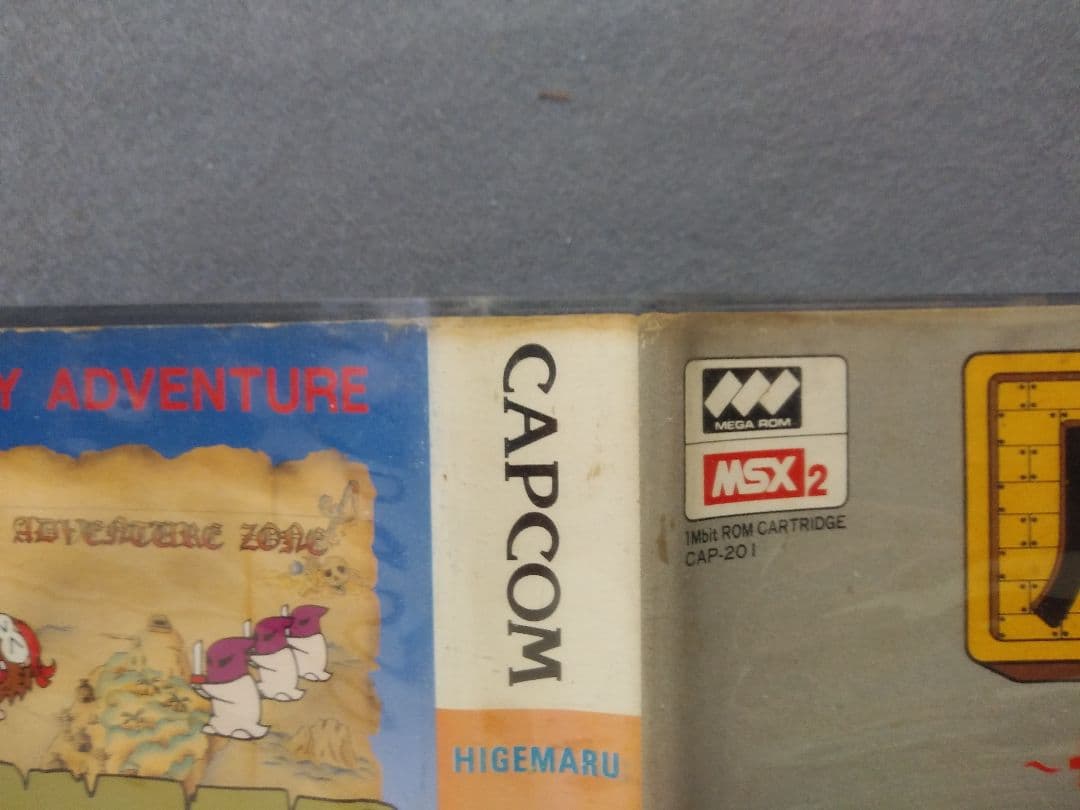 Y ADVENTURE
ADVENTURE ZONE
CAPCOM
HIGEMARU
MEGA ROM
MSX2
1Mbit ROM CARTRIDGE
CAP-201